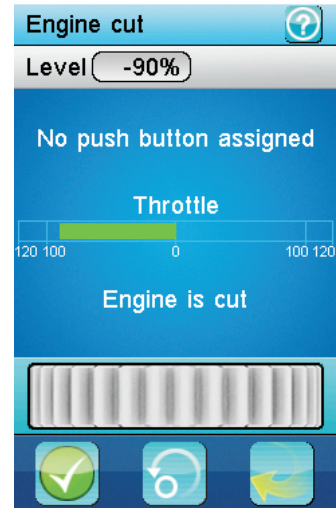 Engine cut ?
Level -90%
No push button assigned
Throttle
120 100 0 100 120
Engine is cut